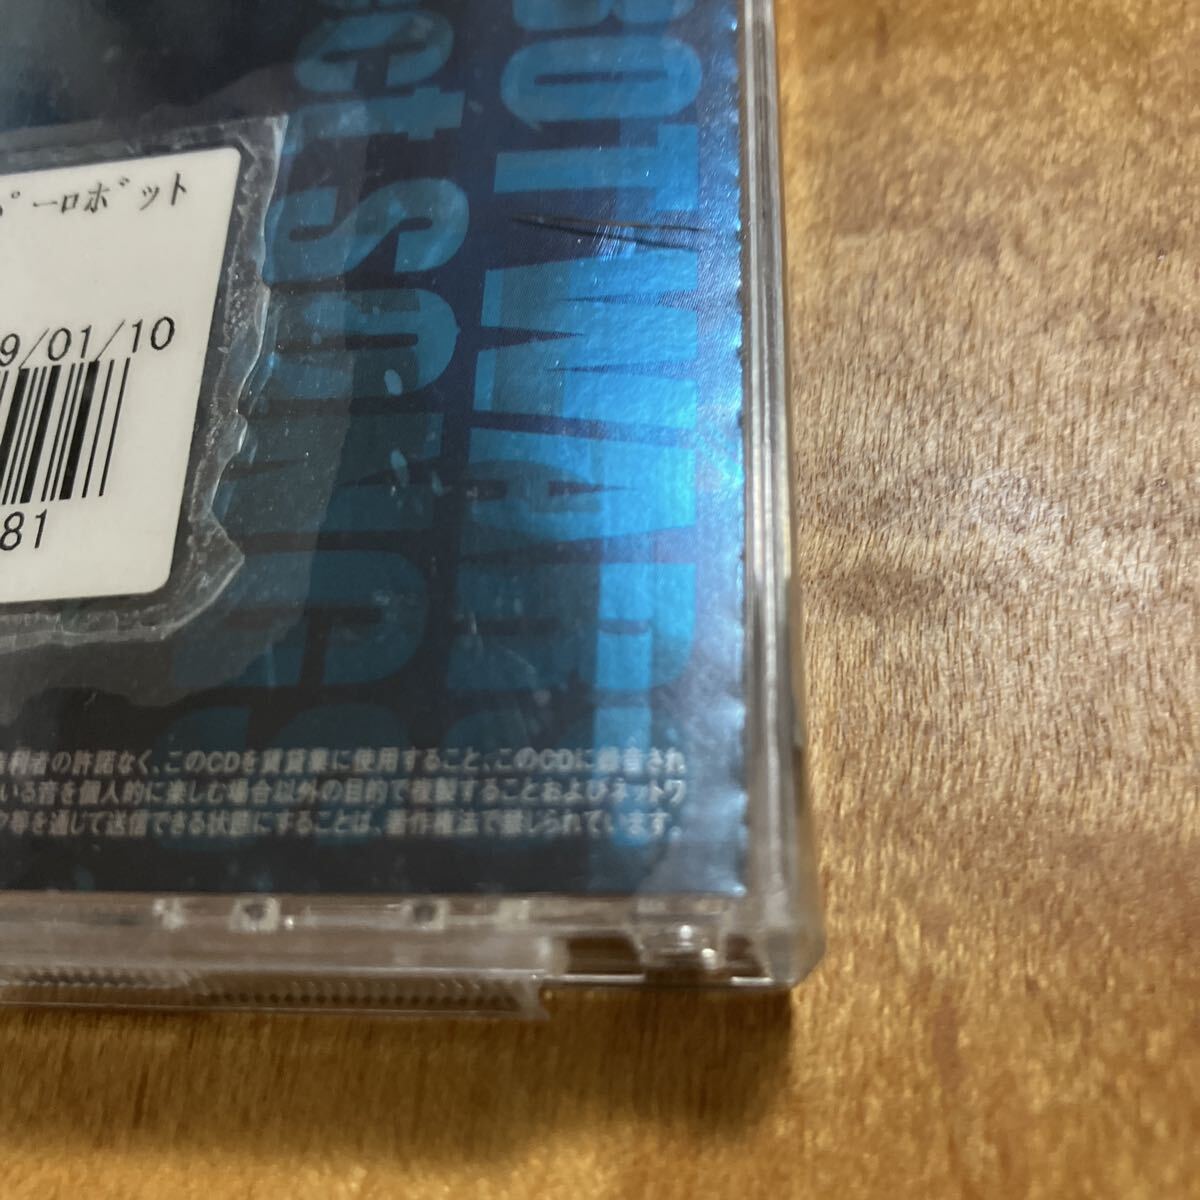 BOT WARS
ct SONGS
ーロボット
9/01/10
81
利者の許諾なく、このCDを賃貸業に使用すること、このCDに録音され
いる音を個人的に楽しむ場合以外の目的で複製することおよびネットワ
ク等を通じて送信できる状態にすることは、著作権法で禁じられています。